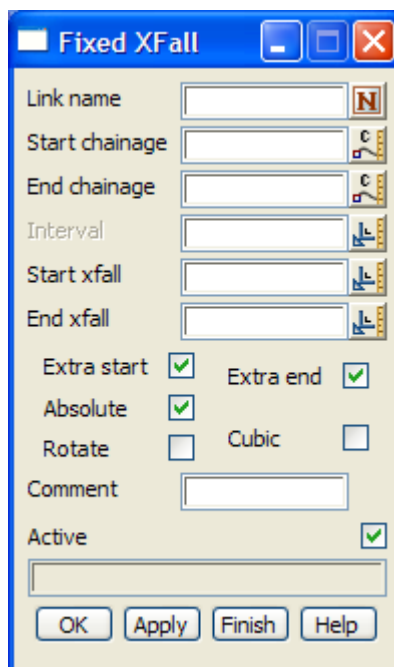 Fixed XFall
Link name N
Start chainage C
End chainage C
Interval
Start xfall
End xfall
Extra start Extra end
Absolute
Rotate Cubic
Comment
Active
OK Apply Finish Help